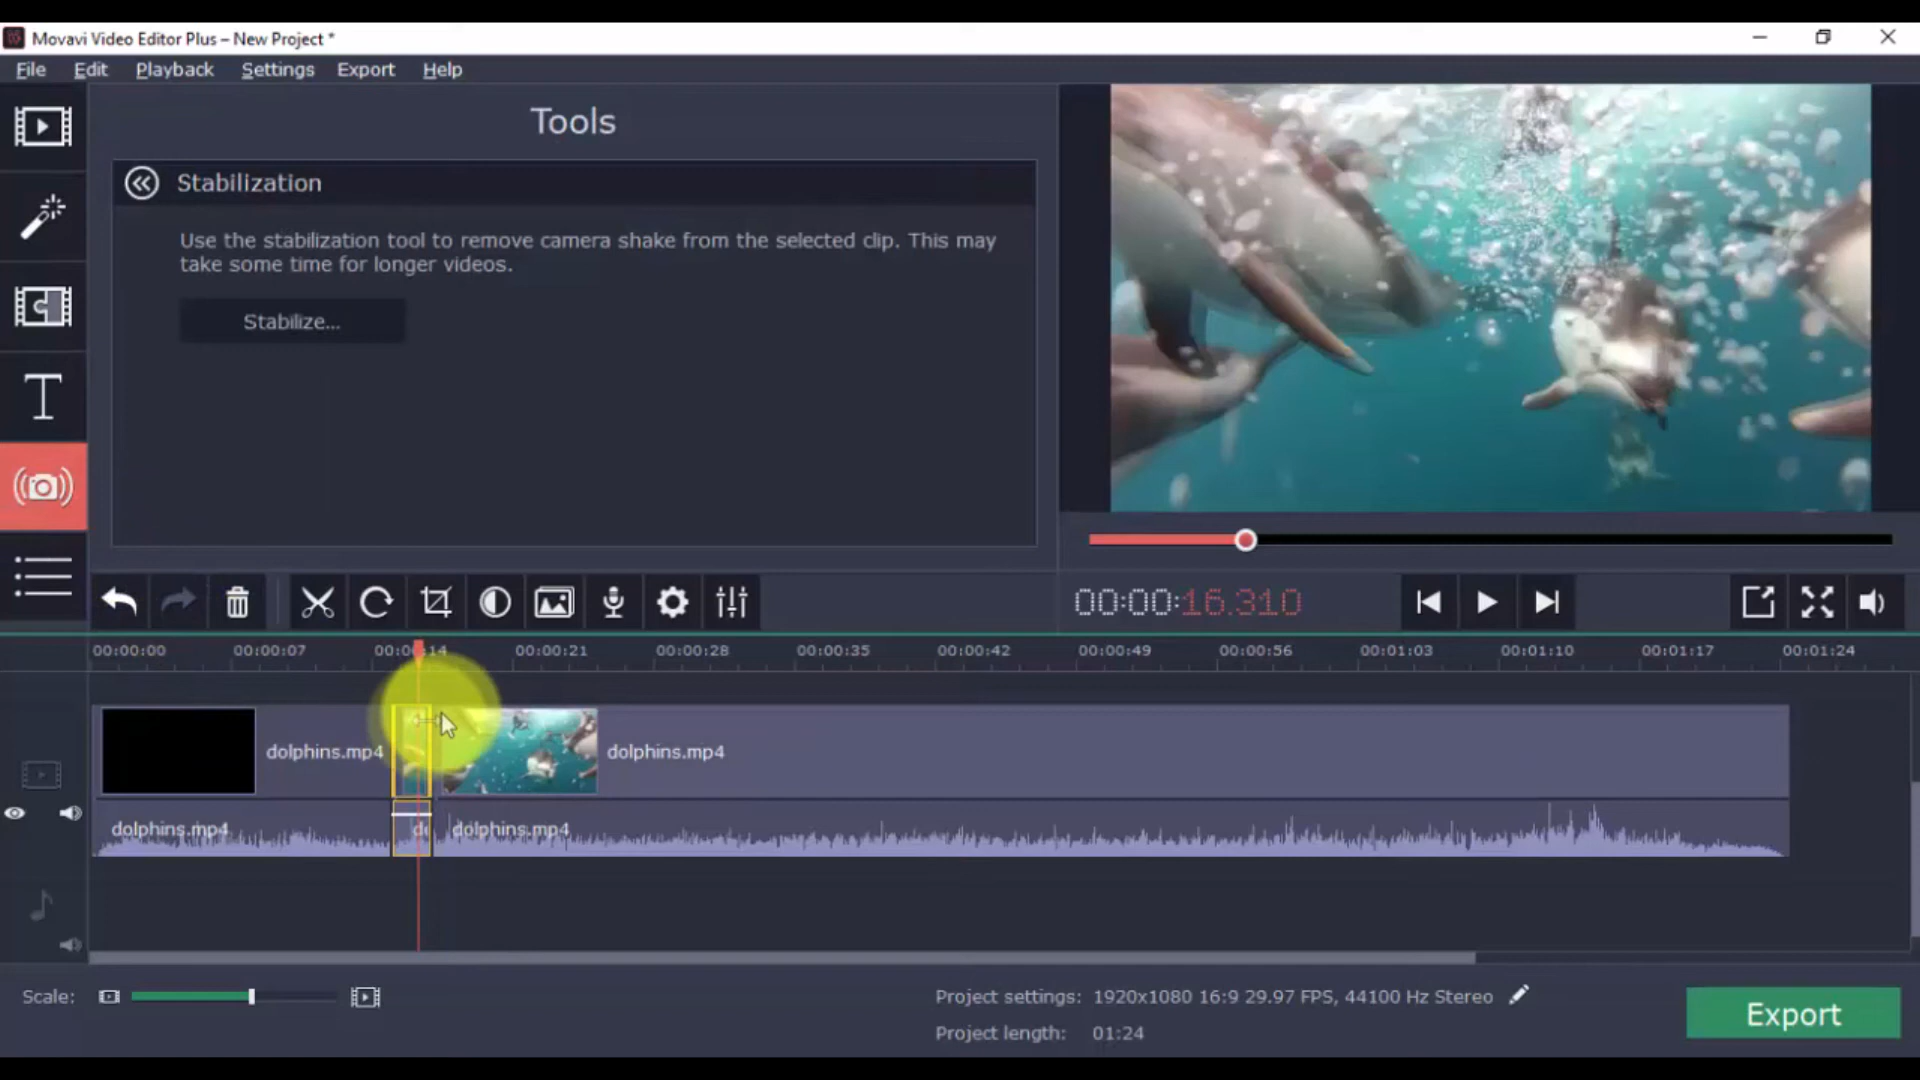 Movavi Video Editor Plus – New Project *
File Edit Playback Settings Export Help
Tools
Stabilization
Use the stabilization tool to remove camera shake from the selected clip. This may
take some time for longer videos.
Stabilize...
00:00:16.310
00:00:00 00:00:07 00:00:14 00:00:21 00:00:28 00:00:35 00:00:42 00:00:49 00:00:56 00:01:03 00:01:10 00:01:17 00:01:24
dolphins.mp4 dolphins.mp4
dolphins.mp4 dolphins.mp4
Scale:
Project settings: 1920x1080 16:9 29.97 FPS, 44100 Hz Stereo
Project length: 01:24
Export